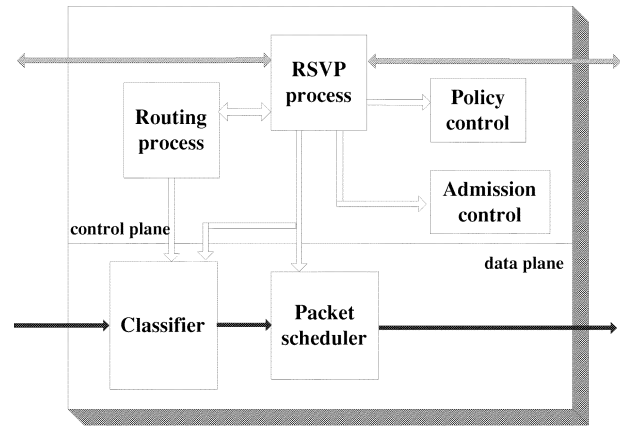 RSVP
process
Policy
control
Routing
process
Admission
control
control plane
data plane
Classifier
Packet
scheduler